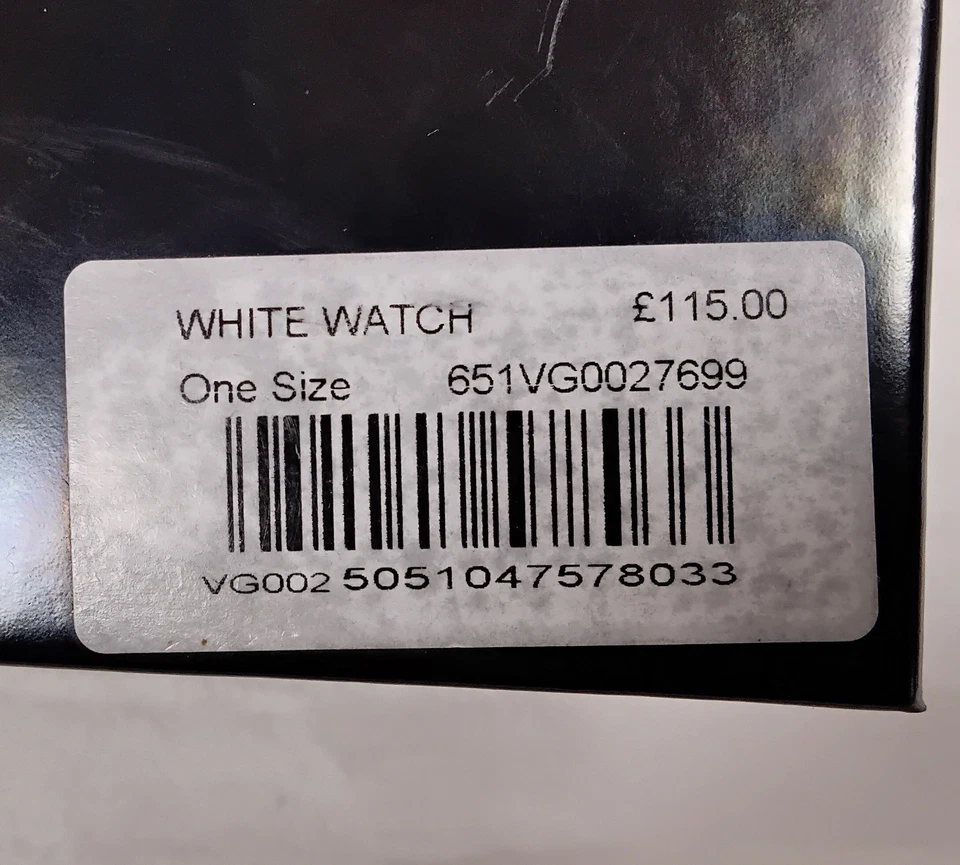 WHITE WATCH £115.00
One Size 651VG0027699
VG002 5051047578033